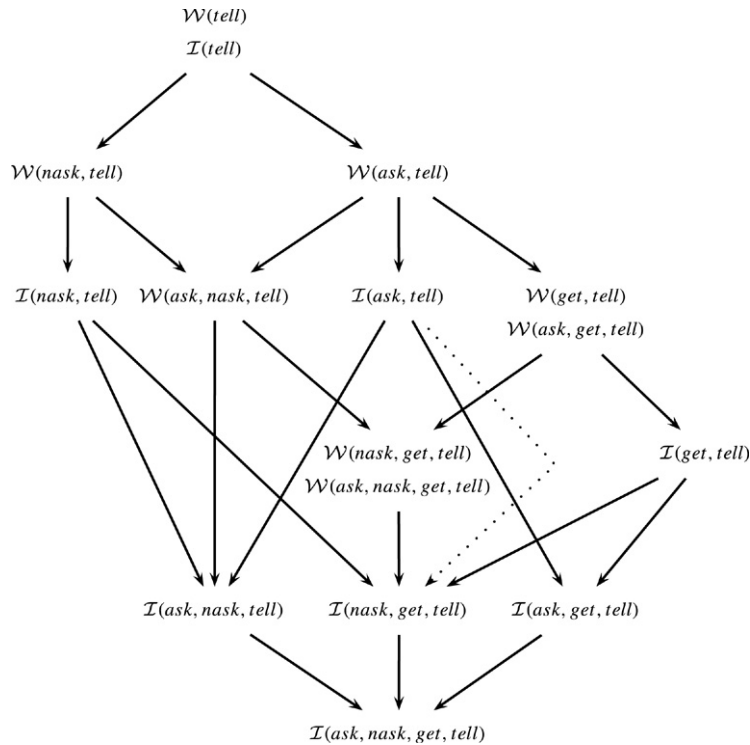 𝒲(tell)
ℐ(tell)
𝒲(nask, tell)
𝒲(ask, tell)
ℐ(nask, tell)
𝒲(ask, nask, tell)
ℐ(ask, tell)
𝒲(get, tell)
𝒲(ask, get, tell)
𝒲(nask, get, tell)
𝒲(ask, nask, get, tell)
ℐ(get, tell)
ℐ(ask, nask, tell)
ℐ(nask, get, tell)
ℐ(ask, get, tell)
ℐ(ask, nask, get, tell)